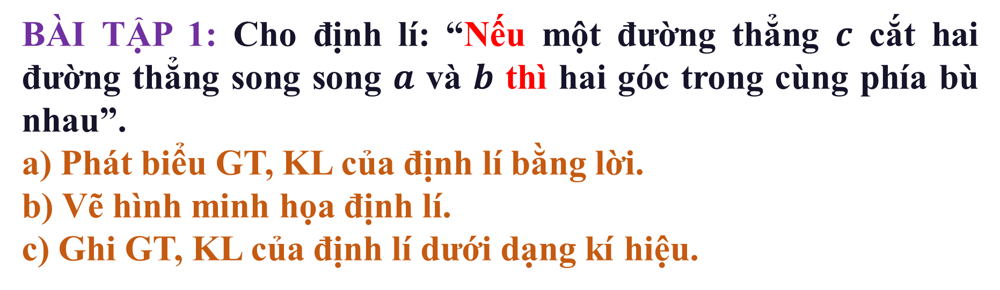 BÀI TẬP 1: Cho định lí: “Nếu một đường thẳng c cắt hai
đường thẳng song song a và b thì hai góc trong cùng phía bù
nhau”.
a) Phát biểu GT, KL của định lí bằng lời.
b) Vẽ hình minh họa định lí.
c) Ghi GT, KL của định lí dưới dạng kí hiệu.